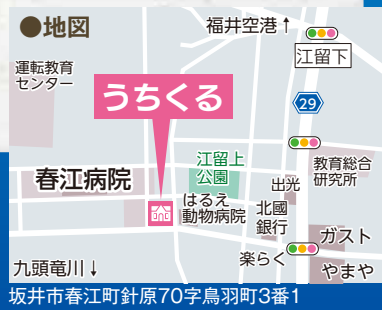 ●地図
福井空港↑
江留下
運転教育
センター
うちくる
29
江留上
公園
教育総合
研究所
春江病院
出光
はるえ
動物病院
北國
銀行
ガスト
楽らく
やまや
九頭竜川↓
坂井市春江町針原70字鳥羽町3番1